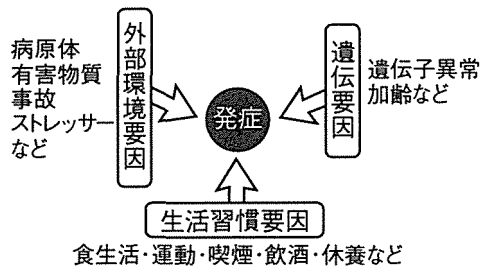 病原体
有害物質
事故
ストレッサー
など
外部環境要因
発症
遺伝要因
遺伝子異常
加齢など
生活習慣要因
食生活・運動・喫煙・飲酒・休養など